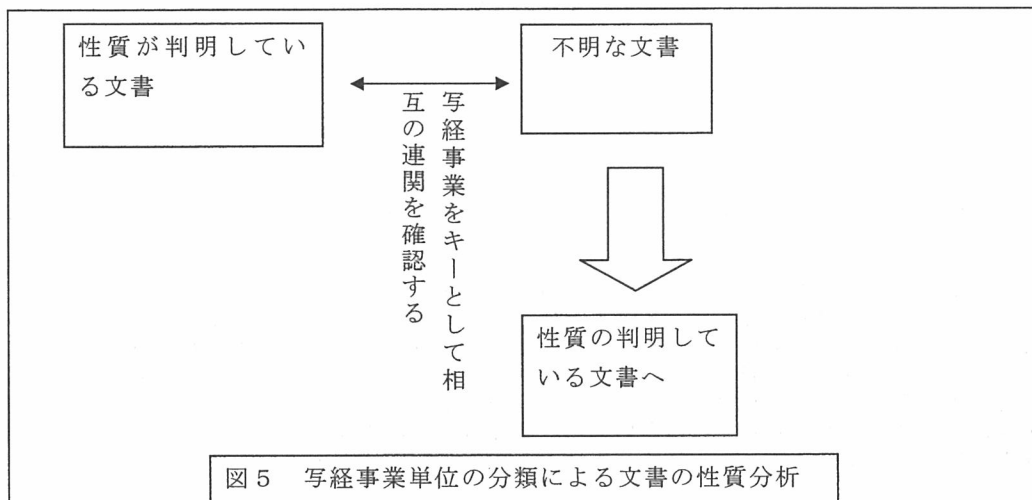 性質が判明してい
る文書
不明な文書
写経事業をキーとして相
互の連関を確認する
性質の判明して
いる文書へ
図5 写経事業単位の分類による文書の性質分析